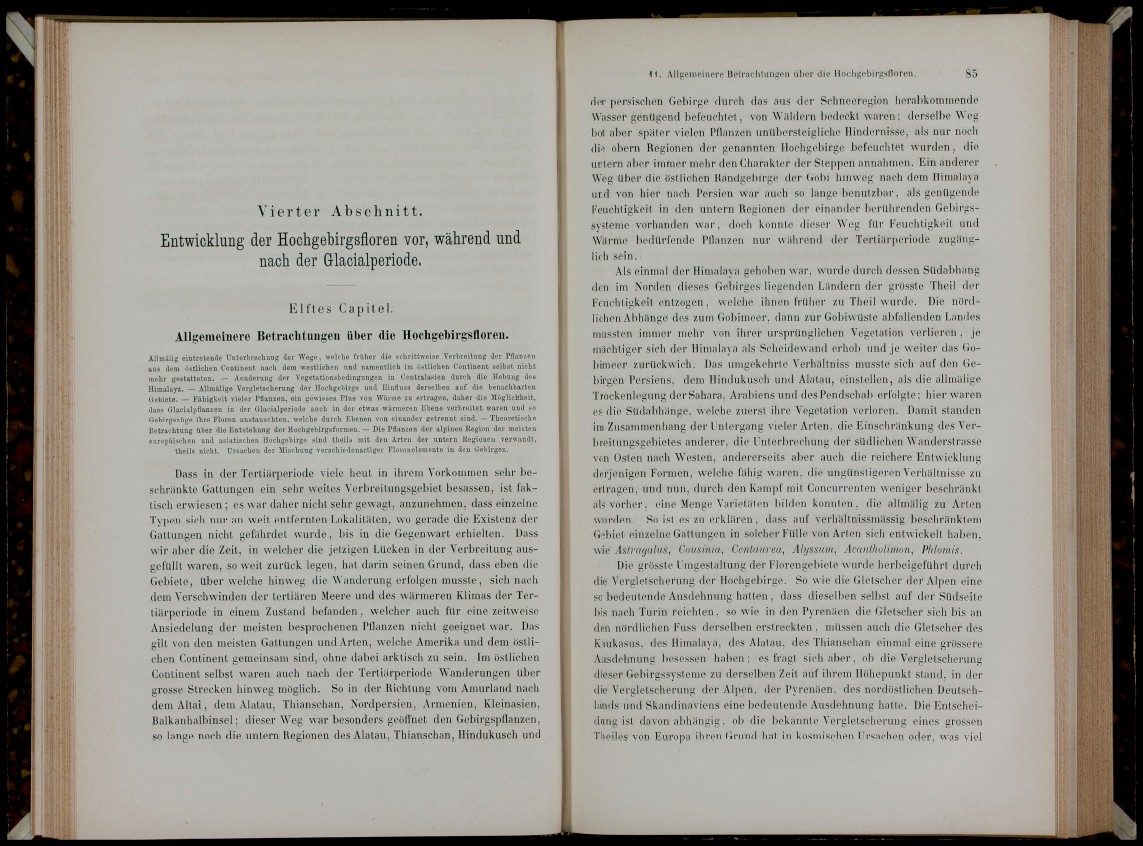 Vierter Abschnitt.
Entwicklung der Hochgebirgsfloren vor, während und
nach der Glacialperiode.
Elftes Capitel.
Allgemeinere Betrachtungen über die Hochgebirgsfloren.
Allmälig eintretende Unterbrechung der Wege, welche früher die schrittweise Verbreitung der Pflanzen
aus dem östlichen Continent nach dem westlichen und namentlich im östlichen Continent selbst nicht
mehr gestatteten. — Aenderung der Vegetationsbedingungen in Centralasien durch die Hebung des
Himalaya. — Allmälige Vergletscherung der Hochgebirge und Einfluss derselben auf die benachbarten
Gebiete. — Fähigkeit vieler Pflanzen, ein gewisses Plus von Wärme zu ertragen, daher die Möglichkeit,
dass Glacialpflanzen in der Glacialperiode auch in der etwas wärmeren Ebene verbreitet waren und so
Gebirgszüge ihre Floren austauschten, welche durch Ebenen von einander getrennt sind. — Theoretische
Betrachtung über die Entstehung der Hochgebirgsformen. — Die Pflanzen der alpinen Region der meisten
europäischen und asiatischen Hochgebirge sind theils mit den Arten der untern Regionen verwandt,
theils nicht. Ursachen der Mischung verschiedenartiger Florenelemente in den Gebirgen.
Dass in der Tertiärperiode viele heut in ihrem Vorkommen sehr be-
schränkte Gattungen ein sehr weites Verbreitungsgebiet besassen, ist fak-
tisch erwiesen; es war daher nicht sehr gewagt, anzunehmen, dass einzelne
Typen sich nur an weit entfernten Lokalitäten, wo gerade die Existenz der
Gattungen nicht gefährdet wurde, bis in die Gegenwart erhielten. Dass
wir aber die Zeit, in welcher die jetzigen Lücken in der Verbreitung aus-
gefüllt waren, so weit zurück legen, hat darin seinen Grund, dass eben die
Gebiete, über welche hinweg die Wanderung erfolgen musste, sich nach
dem Verschwinden der tertiären Meere und des wärmeren Klimas der Ter-
tiärperiode in einem Zustand befanden, welcher auch für eine zeitweise
Ansiedelung der meisten besprochenen Pflanzen nicht geeignet war. Das
gilt von den meisten Gattungen und Arten, welche Amerika und dem östli-
chen Continent gemeinsam sind, ohne dabei arktisch zu sein. Im östlichen
Continent selbst waren auch nach der Tertiärperiode Wanderungen über
grosse Strecken hinweg möglich. So in der Richtung vom Amurland nach
dem Altai, dem Alatau, Thianschan, Nordpersien, Armenien, Kleinasien,
Balkanhalbinsel; dieser Weg war besonders geöffnet den Gebirgspflanzen,
so lange noch die untern Regionen des Alatau, Thianschan, Hindukusch und
11. Allgemeinere Betrachtungen über die Hochgebirgsfloren. 85
der persischen Gebirge durch das aus der Schneeregion herabkommende
Wasser genügend befeuchtet, von Wäldern bedeckt waren; derselbe Weg
bot aber später vielen Pflanzen unübersteigliche Hindernisse, als nur noch
die obern Regionen der genannten Hochgebirge befeuchtet wurden, die
untern aber immer mehr den Charakter der Steppen annahmen. Ein anderer
Weg über die östlichen Randgebirge der Gobi hinweg nach dem Himalaya
und von hier nach Persien war auch so lange benutzbar, als genügende
Feuchtigkeit in den untern Regionen der einander berührenden Gebirgs-
systeme vorhanden war, doch konnte dieser Weg für Feuchtigkeit und
Wärme bedürfende Pflanzen nur während der Tertiärperiode zugäng-
lich sein.
Als einmal der Himalaya gehoben war, wurde durch dessen Südabhang
den im Norden dieses Gebirges liegenden Ländern der grösste Theil der
Feuchtigkeit entzogen, welche ihnen früher zu Theil wurde. Die nörd-
lichen Abhänge des zum Gobimeer, dann zur Gobiwüste abfallenden Landes
mussten immer mehr von ihrer ursprünglichen Vegetation verlieren, je
mächtiger sich der Himalaya als Scheidewand erhob und je weiter das Go-
bimeer zurückwich. Das umgekehrte Verhältniss musste sich auf den Ge-
birgen Persiens, dem Hindukusch und Alatau, einstellen, als die allmälige
Trockenlegung der Sahara, Arabiens und des Pendschab erfolgte; hier waren
es die Südabhänge, welche zuerst ihre Vegetation verloren. Damit standen
im Zusammenhang der Untergang vieler Arten, die Einschränkung des Ver-
breitungsgebietes anderer, die Unterbrechung der südlichen Wanderstrasse
von Osten nach Westen, andererseits aber auch die reichere Entwicklung
derjenigen Formen, welche fähig waren, die ungünstigeren Verhältnisse zu
ertragen, und nun, durch den Kampf mit Concurrenten weniger beschränkt
als vorher, eine Menge Varietäten bilden konnten, die allmälig zu Arten
wurden. So ist es zu erklären, dass auf verhältnissmässig beschränktem
Gebiet einzelne Gattungen in solcher Fülle von Arten sich entwickelt haben,
wie Astragalus, Cousinia, Centaurea, Alyssum, Acantholimon, Phlomis.
Die grösste Umgestaltung der Florengebiete wurde herbeigeführt durch
die Vergletscherung der Hochgebirge. So wie die Gletscher der Alpen eine
so bedeutende Ausdehnung hatten, dass dieselben selbst auf der Südseite
bis nach Turin reichten, so wie in den Pyrenäen die Gletscher sich bis an
den nördlichen Fuss derselben erstreckten, müssen auch die Gletscher des
Kaukasus, des Himalaya, des Alatau, des Thianschan einmal eine grössere
Ausdehnung besessen haben; es fragt sich aber, ob die Vergletscherung
dieser Gebirgssysteme zu derselben Zeit auf ihrem Höhepunkt stand, in der
die Vergletscherung der Alpen, der Pyrenäen, des nordöstlichen Deutsch-
lands und Skandinaviens eine bedeutende Ausdehnung hatte. Die Entschei-
dung ist davon abhängig, ob die bekannte Vergletscherung eines grossen
Theiles von Europa ihren Grund hat in kosmischen Ursachen oder, was viel